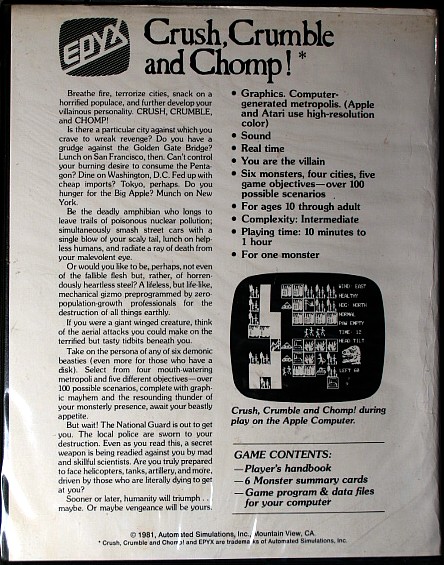 EPYX
Crush, Crumble
and Chomp! *
Breathe fire, terrorize cities, snack on a
horrified populace, and further develop your
villainous personality. CRUSH, CRUMBLE,
and CHOMP!
Is there a particular city against which you
crave to wreak revenge? Do you have a
grudge against the Golden Gate Bridge?
Lunch on San Francisco, then. Can't control
your burning desire to consume the Penta-
gon? Dine on Washington, D.C. Fed up with
cheap imports? Tokyo, perhaps. Do you
hunger for the Big Apple? Munch on New
York.
Be the deadly amphibian who longs to
leave trails of poisonous nuclear pollution;
simultaneously smash street cars with a
single blow of your scaly tail, lunch on help-
less humans, and radiate a ray of death from
your malevolent eye.
Or would you like to be, perhaps, not even
of the fallible flesh but, rather, of horren-
dously heartless steel? A lifeless, but life-like,
mechanical gizmo preprogrammed by zero-
population-growth professionals for the
destruction of all things earthly.
If you were a giant winged creature, think
of the aerial attacks you could make on the
terrified but tasty tidbits beneath you.
Take on the persona of any of six demonic
beasties (even more for those who have a
disk). Select from four mouth-watering
metropoli and five different objectives—over
100 possible scenarios, complete with graph-
ic mayhem and the resounding thunder of
your monsterly presence, await your beastly
appetite.
But wait! The National Guard is out to get
you. The local police are sworn to your
destruction. Even as you read this, a secret
weapon is being readied against you by mad
and skillful scientists. Are you truly prepared
to face helicopters, tanks, artillery, and more,
driven by those who are literally dying to get
at you?
Sooner or later, humanity will triumph . .
maybe. Or maybe vengeance will be yours.
• Graphics. Computer-
generated metropolis. (Apple
and Atari use high-resolution
color)
• Sound
• Real time
• You are the villain
• Six monsters, four cities, five
game objectives—over 100
possible scenarios
• For ages 10 through adult
• Complexity: Intermediate
• Playing time: 10 minutes to
1 hour
• For one monster
WIND: EAST
HEALTHY
HDG: NORTH
NORMAL
PAW EMPTY
TIME: 12
HEAD TILT
LEFT 60
Crush, Crumble and Chomp! during
play on the Apple Computer.
GAME CONTENTS:
—Player's handbook
—6 Monster summary cards
—Game program & data files
for your computer
© 1981, Automated Simulations, Inc., Mountain View, CA.
* Crush, Crumble and Chomp! and EPYX are trademarks of Automated Simulations, Inc.